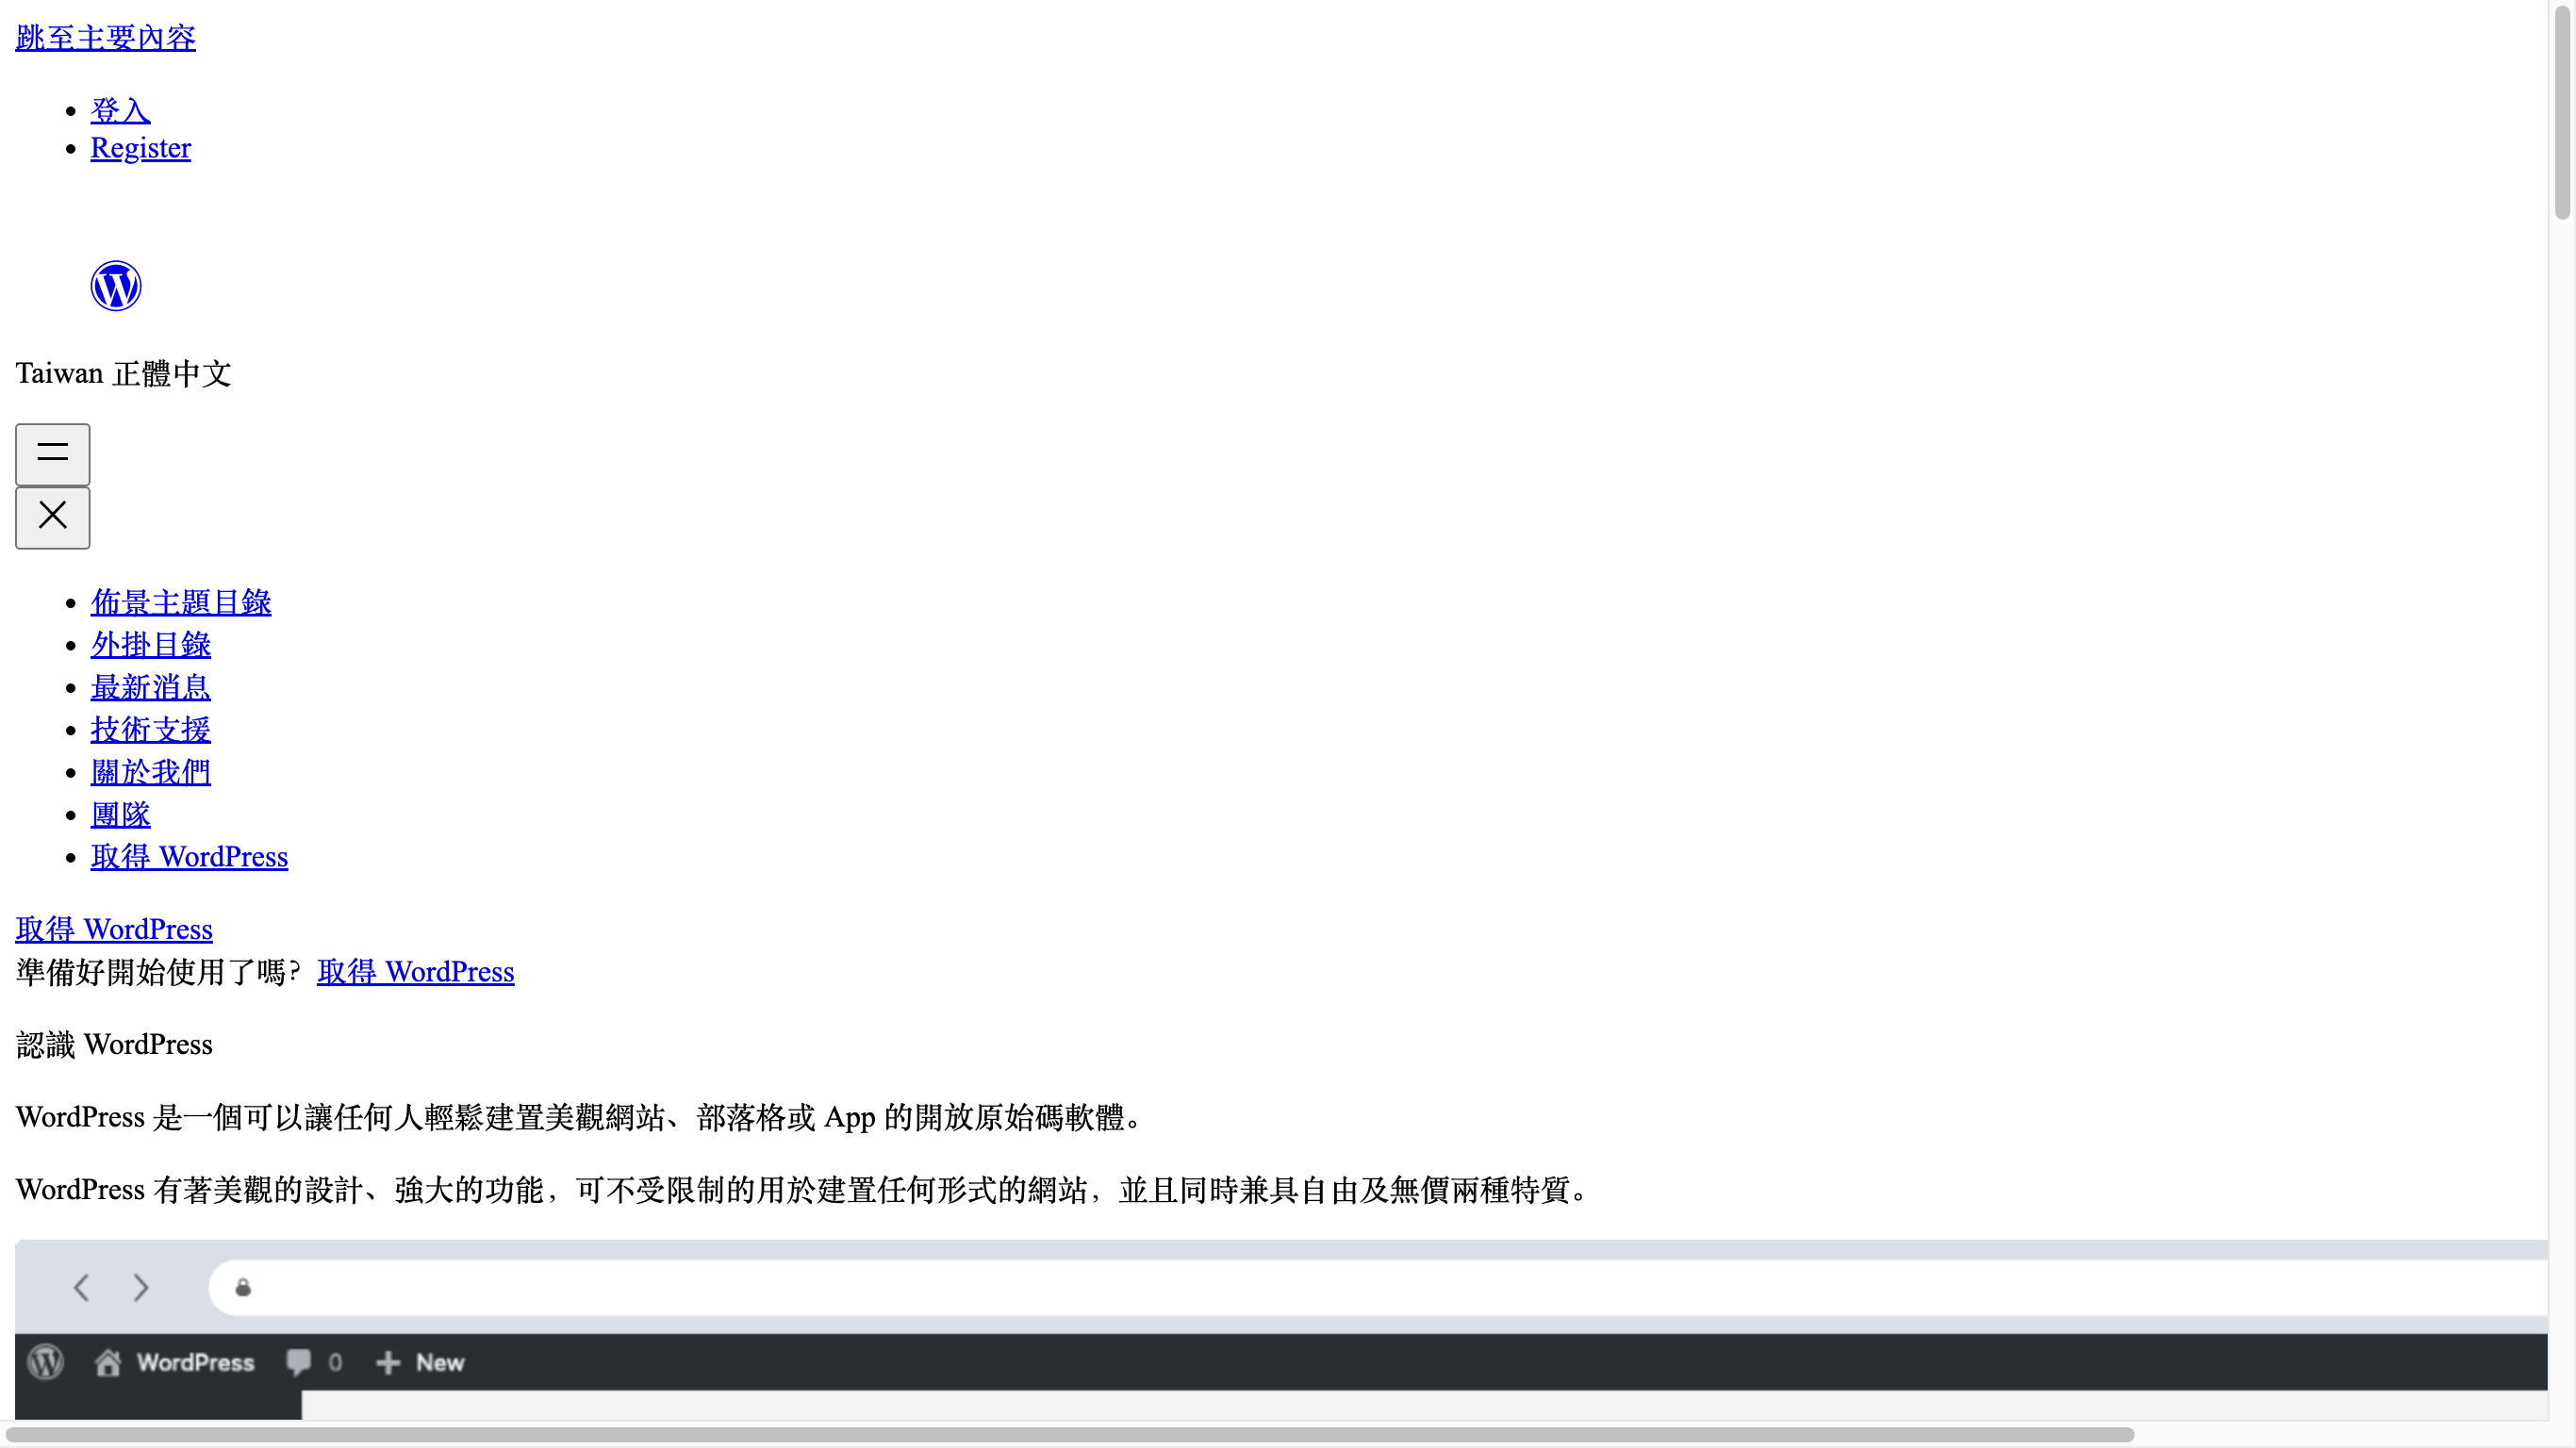 跳至主要內容
登入
Register
Taiwan 正體中文
佈景主題目錄
外掛目錄
最新消息
技術支援
關於我們
團隊
取得 WordPress
取得 WordPress
準備好開始使用了嗎？ 取得 WordPress
認識 WordPress
WordPress 是一個可以讓任何人輕鬆建置美觀網站、部落格或 App 的開放原始碼軟體。
WordPress 有著美觀的設計、強大的功能，可不受限制的用於建置任何形式的網站，並且同時兼具自由及無價兩種特質。
WordPress 0 New